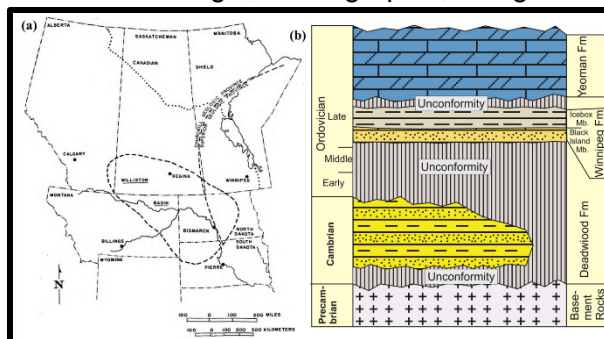 (a)
ALBERTA
SASKATCHEWAN
MANITOBA
CANADIAN
SHIELD
CALGARY
REGINA
WINNIPEG
WILLISTON
BASIN
MONTANA
BISMARCK
NORTH DAKOTA
SOUTH DAKOTA
BILLINGS
WYOMING
PIERRE
N
100 0 100 200
MILES
100 0 100 200 300
KILOMETERS
(b)
Ordovician
Late
Middle
Early
Cambrian
Precam-
brian
Unconformity
Unconformity
Unconformity
Yeoman Fm
Icebox
Mb.
Black
Island
Mb.
Winnipeg Fm
Deadwood Fm
Base-
ment
Rocks